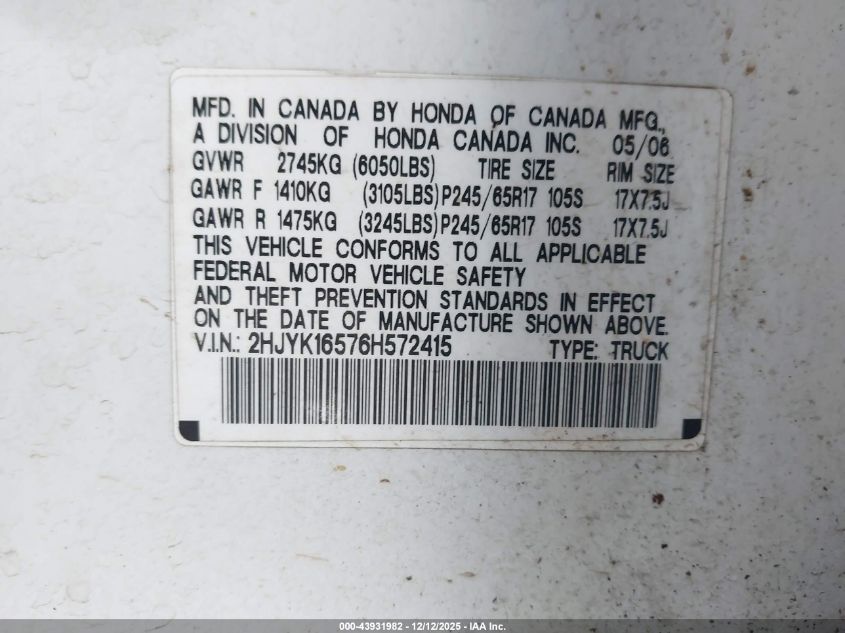 MFD. IN CANADA BY HONDA OF CANADA MFG.,
A DIVISION OF HONDA CANADA INC. 05/06
GVWR 2745KG (6050LBS) TIRE SIZE RIM SIZE
GAWR F 1410KG (3105LBS) P245/65R17 105S 17X7.5J
GAWR R 1475KG (3245LBS) P245/65R17 105S 17X7.5J
THIS VEHICLE CONFORMS TO ALL APPLICABLE
FEDERAL MOTOR VEHICLE SAFETY
AND THEFT PREVENTION STANDARDS IN EFFECT
ON THE DATE OF MANUFACTURE SHOWN ABOVE.
V.I.N.: 2HJYK16576H572415 TYPE: TRUCK
000-43931982 - 12/12/2025 - IAA Inc.